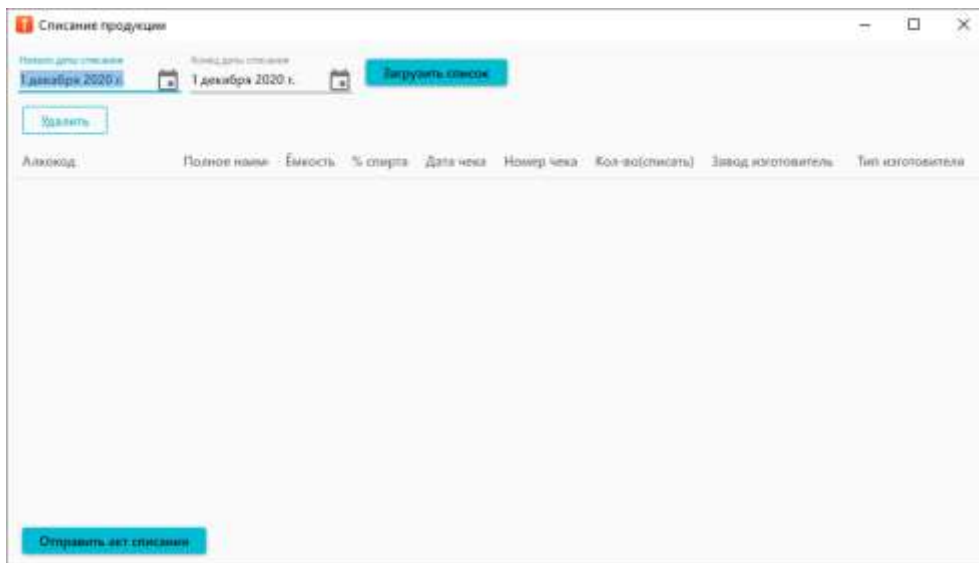 Списание продукции
Начало даты списания Конец даты списания
1 декабря 2020 г. 1 декабря 2020 г. Загрузить список
Удалить
Алкокод Полное наиме Ёмкость % спирта Дата чека Номер чека Кол-во(списать) Завод изготовитель Тип изготовителя
Отправить акт списания